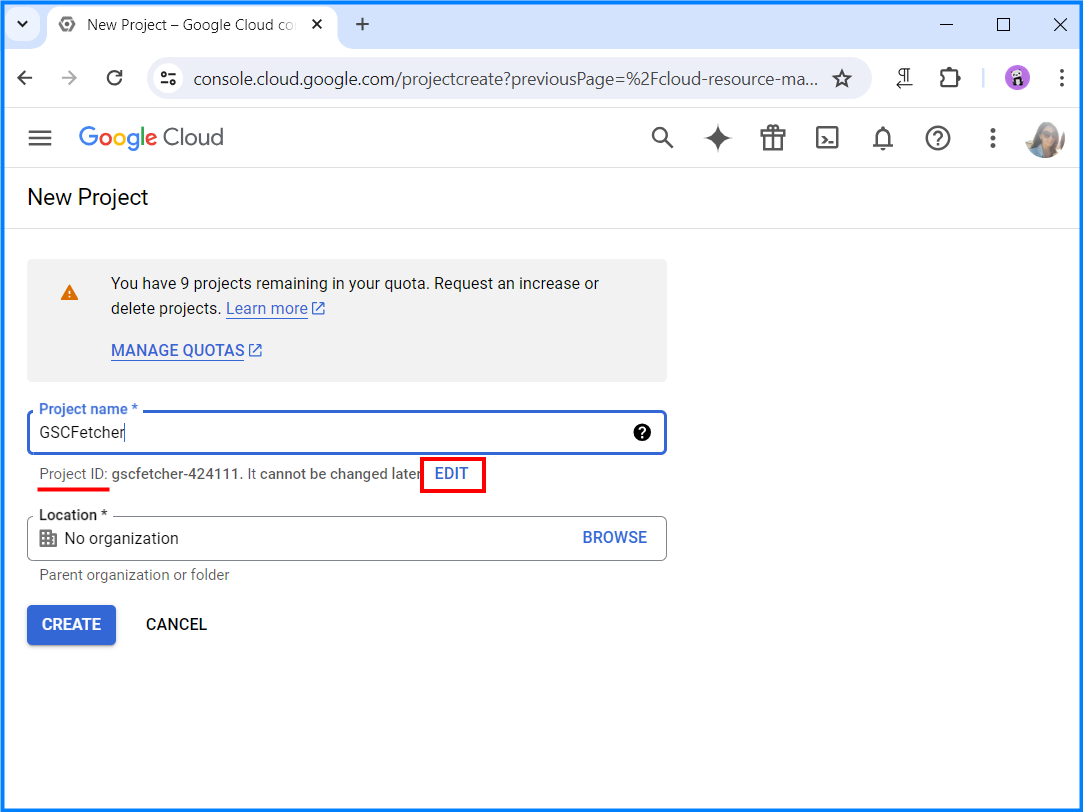 New Project – Google Cloud co
console.cloud.google.com/projectcreate?previousPage=%2Fcloud-resource-ma...
Google Cloud
New Project
You have 9 projects remaining in your quota. Request an increase or
delete projects. Learn more
MANAGE QUOTAS
Project name *
GSCFetcher
Project ID: gscfetcher-424111. It cannot be changed later
EDIT
Location *
No organization
BROWSE
Parent organization or folder
CREATE
CANCEL